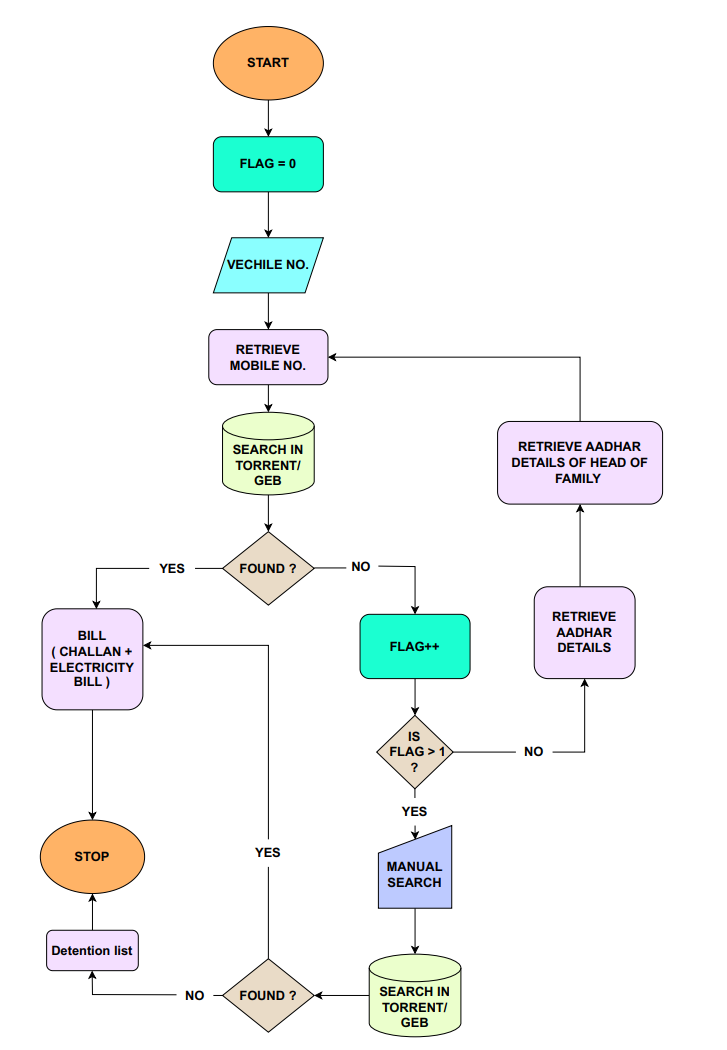 START
FLAG = 0
VECHILE NO.
RETRIEVE
MOBILE NO.
SEARCH IN
TORRENT/
GEB
FOUND ?
YES
NO
BILL
( CHALLAN +
ELECTRICITY
BILL )
FLAG++
IS
FLAG > 1
?
NO
RETRIEVE
AADHAR
DETAILS
RETRIEVE AADHAR
DETAILS OF HEAD OF
FAMILY
YES
MANUAL
SEARCH
SEARCH IN
TORRENT/
GEB
FOUND ?
YES
NO
Detention list
STOP